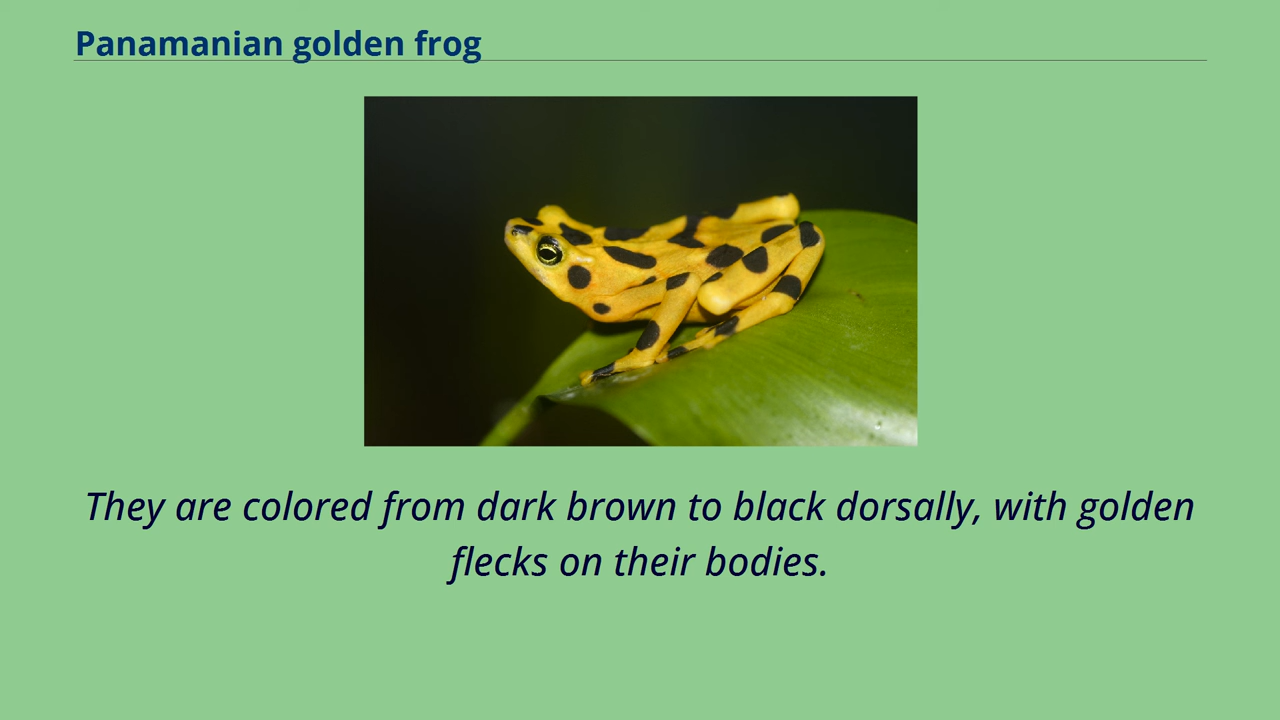 Panamanian golden frog
They are colored from dark brown to black dorsally, with golden
flecks on their bodies.